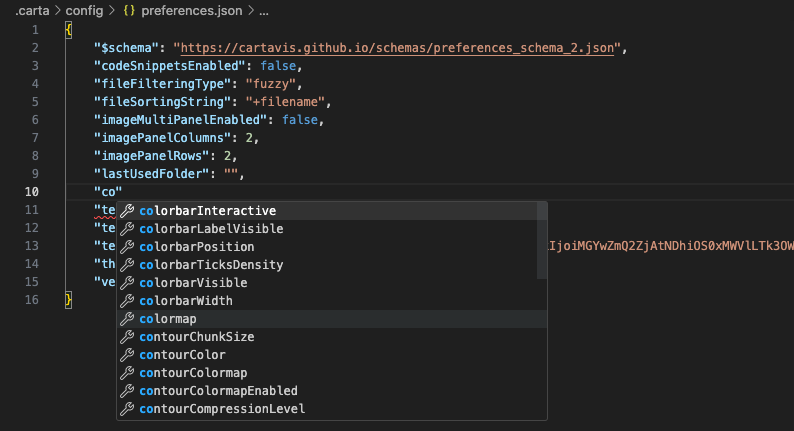 .carta > config > {} preferences.json > ...
1 {
2 "$schema": "https://cartavis.github.io/schemas/preferences_schema_2.json",
3 "codeSnippetsEnabled": false,
4 "fileFilteringType": "fuzzy",
5 "fileSortingString": "+filename",
6 "imageMultiPanelEnabled": false,
7 "imagePanelColumns": 2,
8 "imagePanelRows": 2,
9 "lastUsedFolder": "",
10 "co"
11 "te
colorbarInteractive
12 "te
colorbarLabelVisible
13 "te
colorbarPosition
IjoiMGYwZmQ2ZjAtNDhiOS0xMWVlLTk3OW
14 "th
colorbarTicksDensity
15 "ve
colorbarVisible
16 }
colorbarWidth
colormap
contourChunkSize
contourColor
contourColormap
contourColormapEnabled
contourCompressionLevel